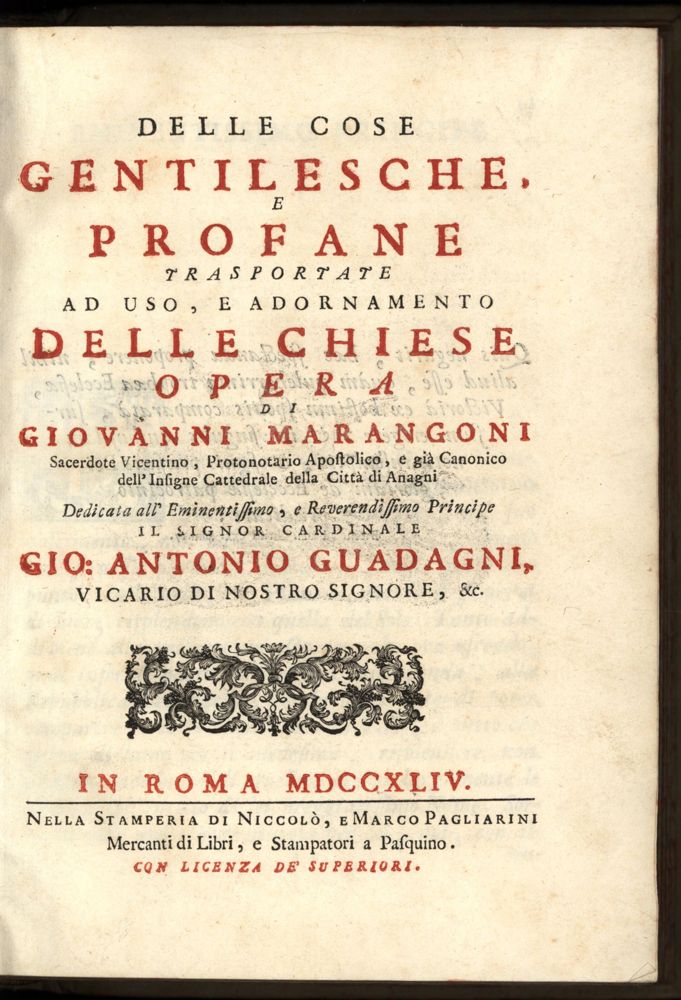 DELLE COSE
GENTILESCHE,
E
PROFANE
TRASPORTATE
AD USO, E ADORNAMENTO
DELLE CHIESE
OPERA
DI
GIOVANNI MARANGONI
Sacerdote Vicentino, Protonotario Apoſtolico, e già Canonico
dell' Inſigne Cattedrale della Città di Anagni
Dedicata all' Eminentiſſimo, e Reverendiſſimo Principe
IL SIGNOR CARDINALE
GIO: ANTONIO GUADAGNI,
VICARIO DI NOSTRO SIGNORE, &c.
IN ROMA MDCCXLIV.
NELLA STAMPERIA DI NICCOLÒ, E MARCO PAGLIARINI
Mercanti di Libri, e Stampatori a Paſquino.
CON LICENZA DE' SUPERIORI.